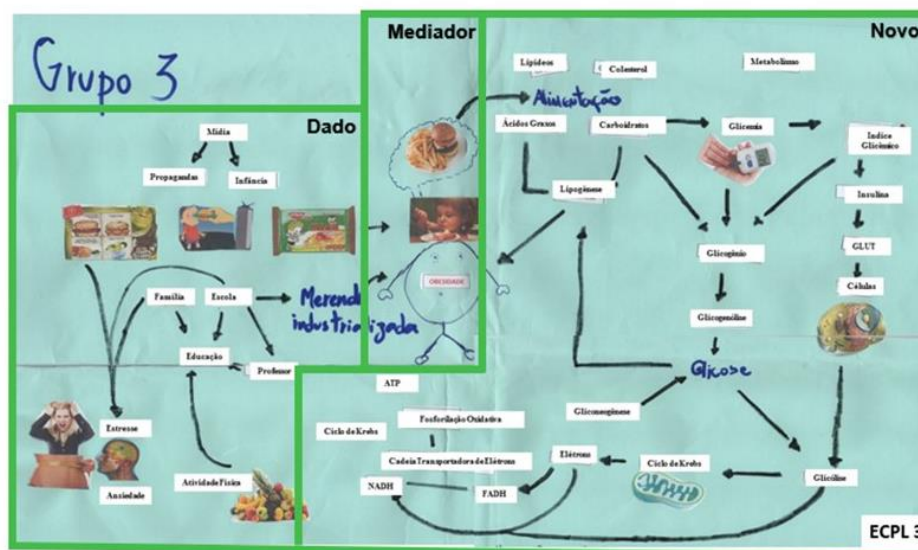 Mediador
Novo
Grupo 3
Dado
Mídia
Propagandas
Infância
Família
Escola
Merenda
industrializada
Educação
Professor
Estresse
Ansiedade
Atividade Física
OBESIDADE
Lipídeos
Colesterol
Metabolismo
Alimentação
Ácidos Graxos
Carboidratos
Glicemia
Índice
Glicêmico
Lipogênese
Insulina
Glicogênio
GLUT
Células
Glicogenólise
Glicose
ATP
Gliconeogênese
Fosforilação Oxidativa
Ciclo de Krebs
Cadeia Transportadora de Elétrons
Elétrons
Ciclo de Krebs
Glicólise
NADH
FADH
ECPL 3